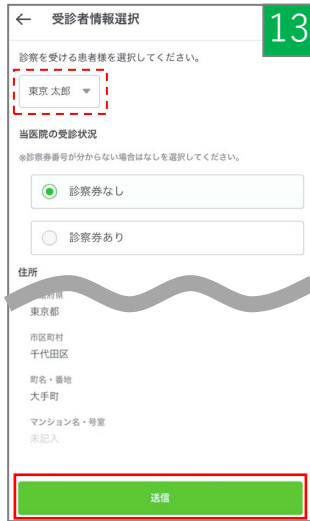 ← 受診者情報選択
13
診察を受ける患者様を選択してください。
東京 太郎
当医院の受診状況
※診察券番号が分からない場合はなしを選択してください。
診察券なし
診察券あり
住所
東京都
市区町村
千代田区
町名・番地
大手町
マンション名・号室
未記入
送信